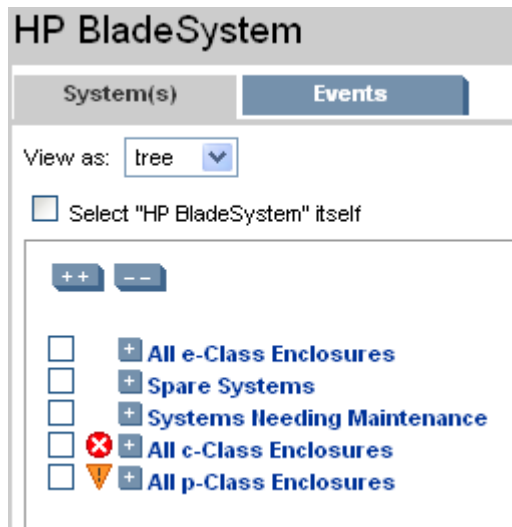 HP BladeSystem
System(s) Events
View as: tree
Select "HP BladeSystem" itself
++ --
+ All e-Class Enclosures
+ Spare Systems
+ Systems Needing Maintenance
+ All c-Class Enclosures
! + All p-Class Enclosures